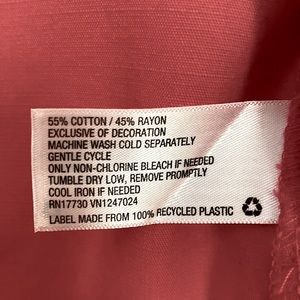 55% COTTON / 45% RAYON
EXCLUSIVE OF DECORATION
MACHINE WASH COLD SEPARATELY
GENTLE CYCLE
ONLY NON-CHLORINE BLEACH IF NEEDED
TUMBLE DRY LOW, REMOVE PROMPTLY
COOL IRON IF NEEDED
RN17730 VN1247024
LABEL MADE FROM 100% RECYCLED PLASTIC